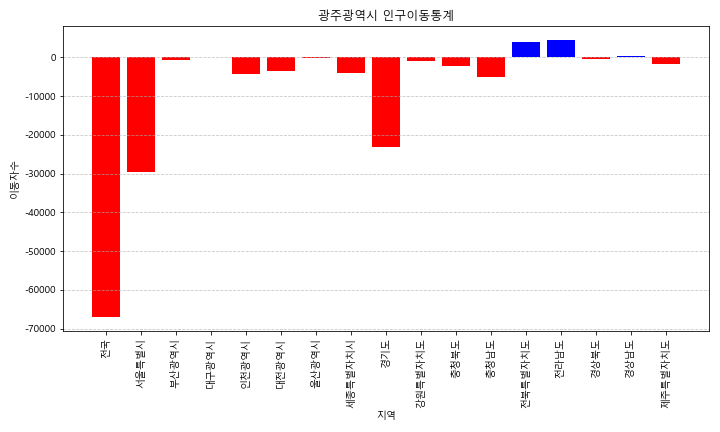 광주광역시 인구이동통계
이동자수
0
-10000
-20000
-30000
-40000
-50000
-60000
-70000
전국
서울특별시
부산광역시
대구광역시
인천광역시
대전광역시
울산광역시
세종특별자치시
경기도
강원특별자치도
충청북도
충청남도
전북특별자치도
전라남도
경상북도
경상남도
제주특별자치도
지역